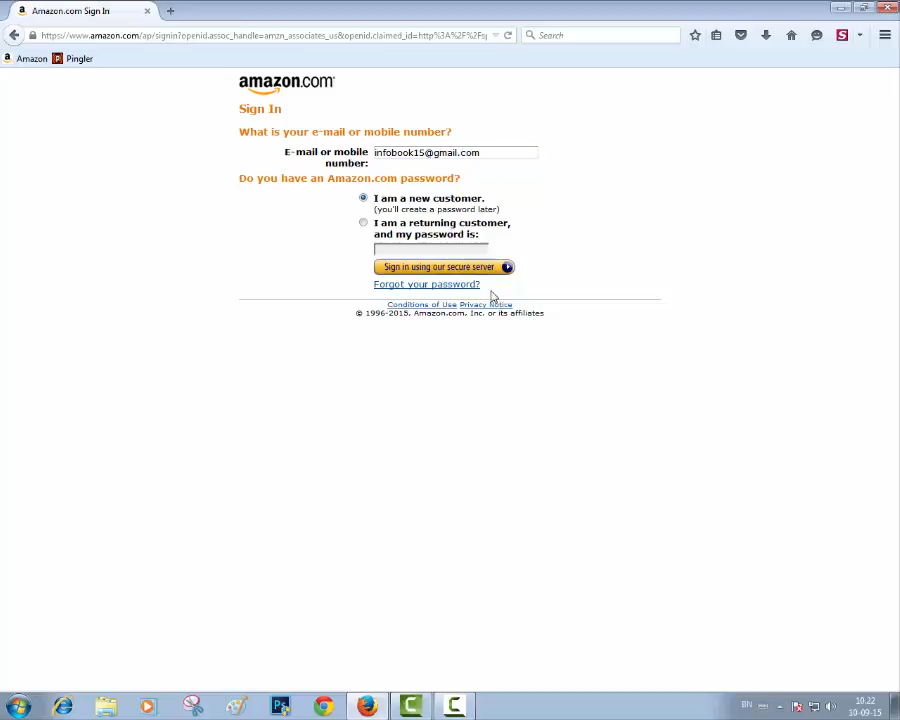 Amazon.com Sign In
https://www.amazon.com/ap/signin?openid.assoc_handle=amzn_associates_us&openid.claimed_id=http%3A%2F%2Fsp
Search
Amazon
Pingler
amazon.com
Sign In
What is your e-mail or mobile number?
E-mail or mobile number:
infobook15@gmail.com
Do you have an Amazon.com password?
I am a new customer.
(you'll create a password later)
I am a returning customer,
and my password is:
Sign in using our secure server
Forgot your password?
Conditions of Use Privacy Notice
© 1996-2015, Amazon.com, Inc. or its affiliates
BN
10.22
10-09-15